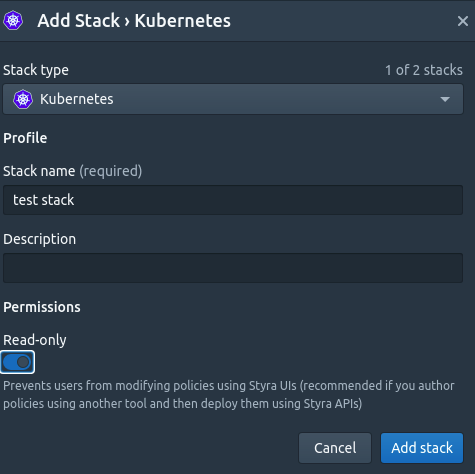 Add Stack › Kubernetes
Stack type
1 of 2 stacks
Kubernetes
Profile
Stack name (required)
test stack
Description
Permissions
Read-only
Prevents users from modifying policies using Styra UIs (recommended if you author
policies using another tool and then deploy them using Styra APIs)
Cancel
Add stack